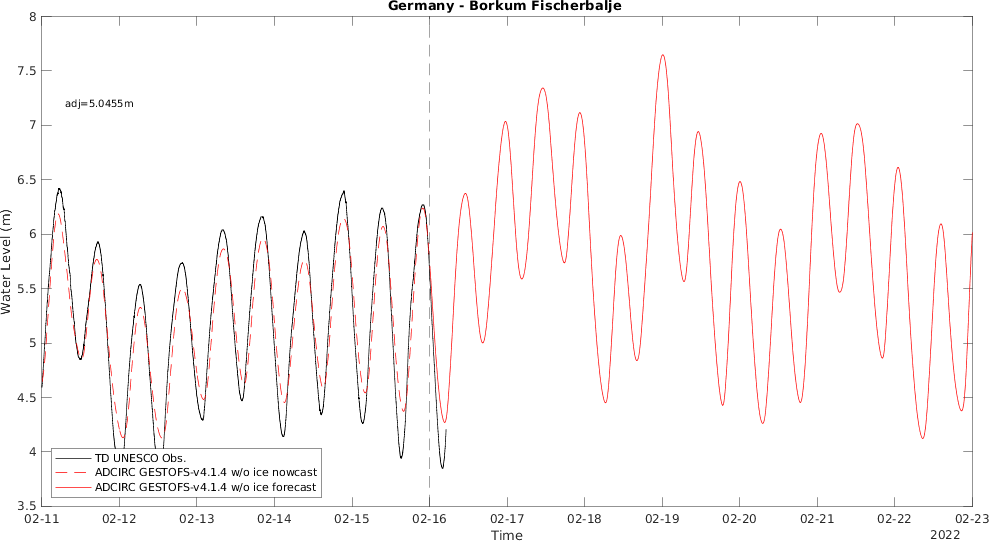 Germany - Borkum Fischerbalje
8
7.5
7
6.5
6
5.5
5
4.5
4
3.5
Water Level (m)
adj=5.0455m
TD UNESCO Obs.
ADCIRC GESTOFS-v4.1.4 w/o ice nowcast
ADCIRC GESTOFS-v4.1.4 w/o ice forecast
02-11 02-12 02-13 02-14 02-15 02-16 02-17 02-18 02-19 02-20 02-21 02-22 02-23
Time
2022